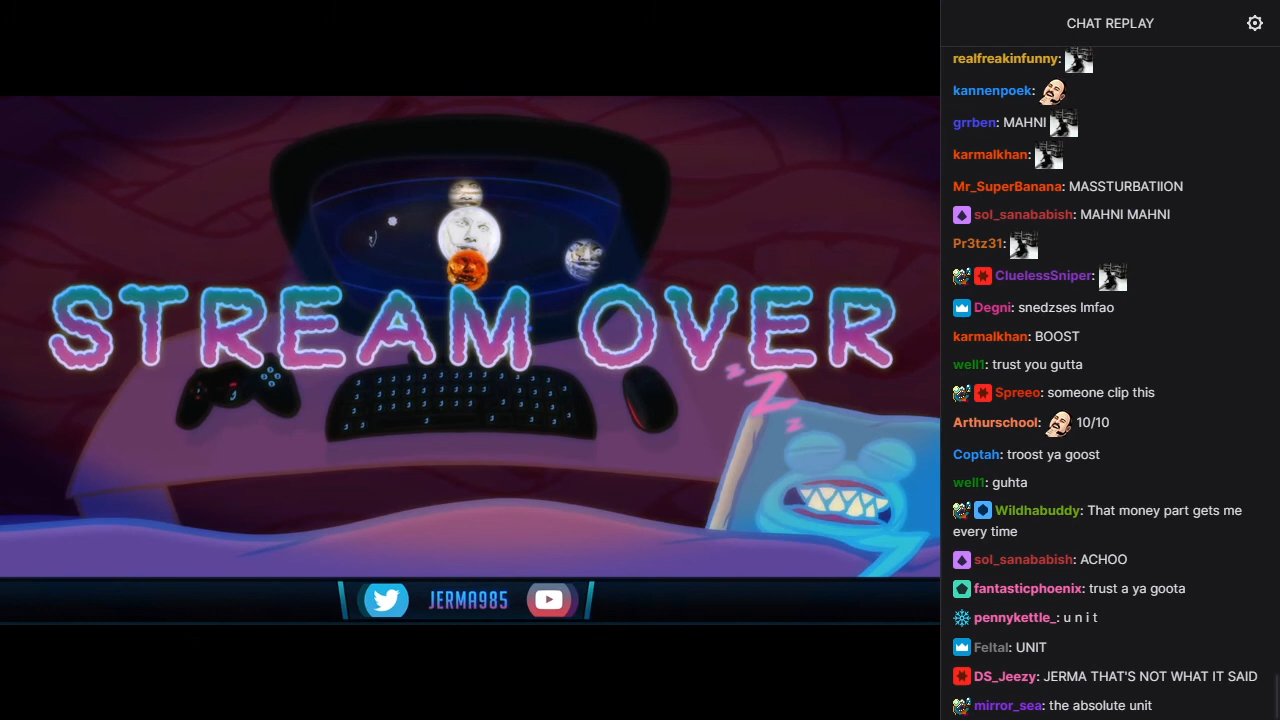 STREAM OVER
z
Z
z
JERMA985
CHAT REPLAY
realfreakinfunny:
kannenpoek:
grrben: MAHNI
karmalkhan:
Mr_SuperBanana: MASSTURBATIION
sol_sanababish: MAHNI MAHNI
Pr3tz31:
CluelessSniper:
Degni: snedzses lmfao
karmalkhan: BOOST
well1: trust you gutta
Spreeo: someone clip this
Arthurschool: 10/10
Coptah: troost ya goost
well1: guhta
Wildhabuddy: That money part gets me
every time
sol_sanababish: ACHOO
fantasticphoenix: trust a ya goota
pennykettle_: u n i t
Feltal: UNIT
DS_Jeezy: JERMA THAT'S NOT WHAT IT SAID
mirror_sea: the absolute unit